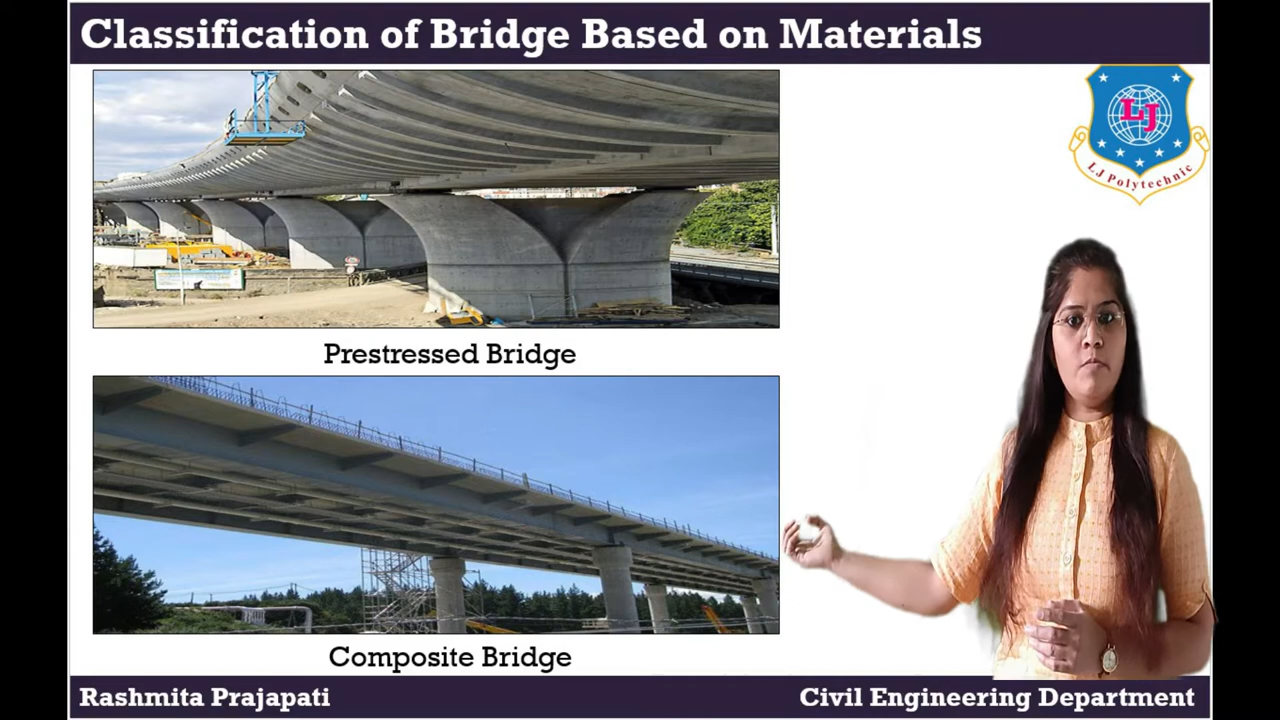 Classification of Bridge Based on Materials
LJ
LJ Polytechnic
Prestressed Bridge
Composite Bridge
Rashmita Prajapati
Civil Engineering Department